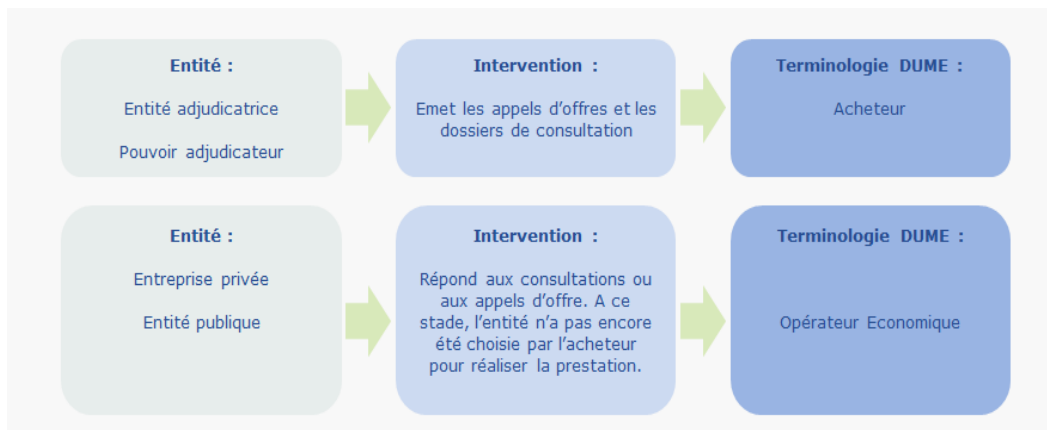 Entité :
Entité adjudicatrice
Pouvoir adjudicateur
Intervention :
Emet les appels d'offres et les
dossiers de consultation
Terminologie DUME :
Acheteur
Entité :
Entreprise privée
Entité publique
Intervention :
Répond aux consultations ou
aux appels d'offre. A ce
stade, l'entité n'a pas encore
été choisie par l'acheteur
pour réaliser la prestation.
Terminologie DUME :
Opérateur Economique